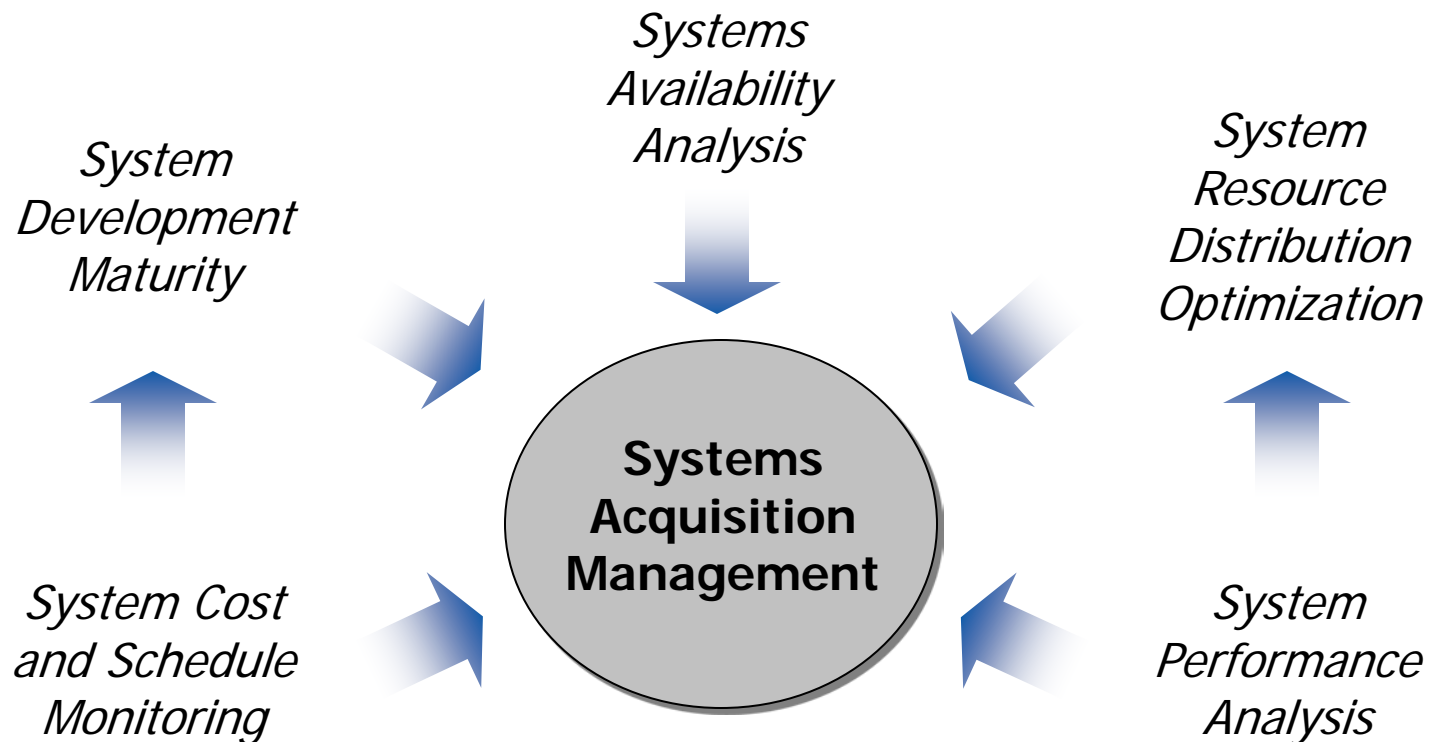 Systems
Availability
Analysis
System
Development
Maturity
System
Resource
Distribution
Optimization
Systems
Acquisition
Management
System Cost
and Schedule
Monitoring
System
Performance
Analysis